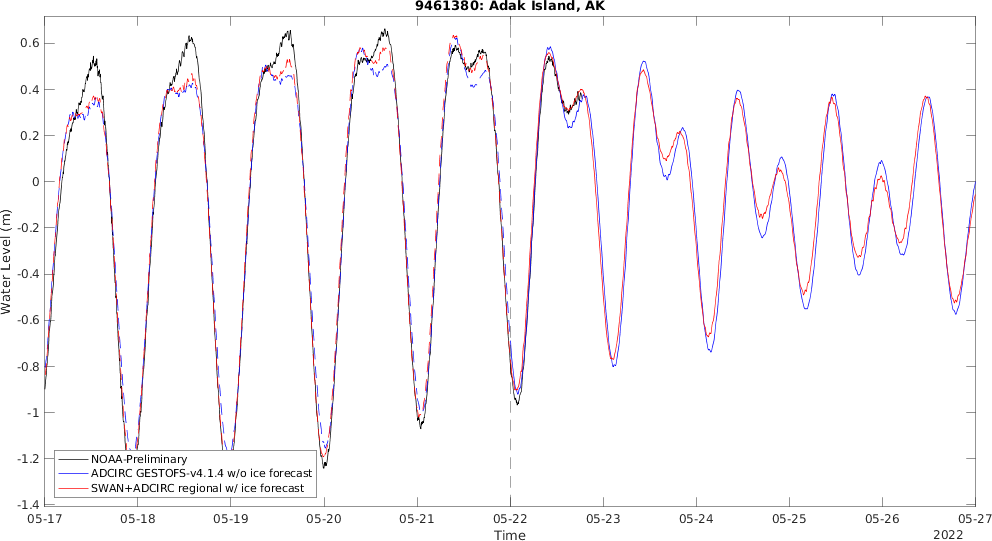 9461380: Adak Island, AK
Water Level (m)
0.6
0.4
0.2
0
-0.2
-0.4
-0.6
-0.8
-1
-1.2
-1.4
NOAA-Preliminary
ADCIRC GESTOFS-v4.1.4 w/o ice forecast
SWAN+ADCIRC regional w/ ice forecast
05-17 05-18 05-19 05-20 05-21 05-22 05-23 05-24 05-25 05-26 05-27
Time
2022